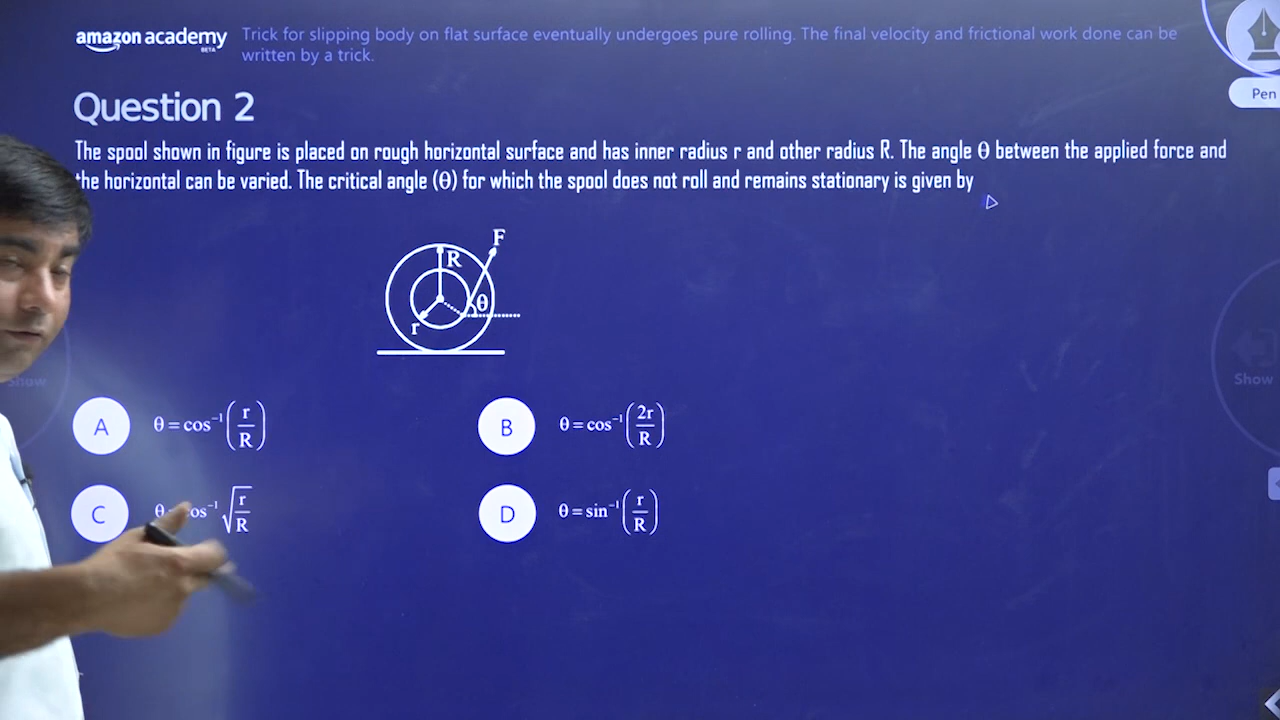 amazon academy
BETA
Trick for slipping body on flat surface eventually undergoes pure rolling. The final velocity and frictional work done can be
written by a trick.
Pen
Question 2
The spool shown in figure is placed on rough horizontal surface and has inner radius r and other radius R. The angle θ between the applied force and
the horizontal can be varied. The critical angle (θ) for which the spool does not roll and remains stationary is given by
F
R
θ
r
Show
Show
A θ = cos⁻¹(r/R)
B θ = cos⁻¹(2r/R)
C θ = cos⁻¹√(r/R)
D θ = sin⁻¹(r/R)